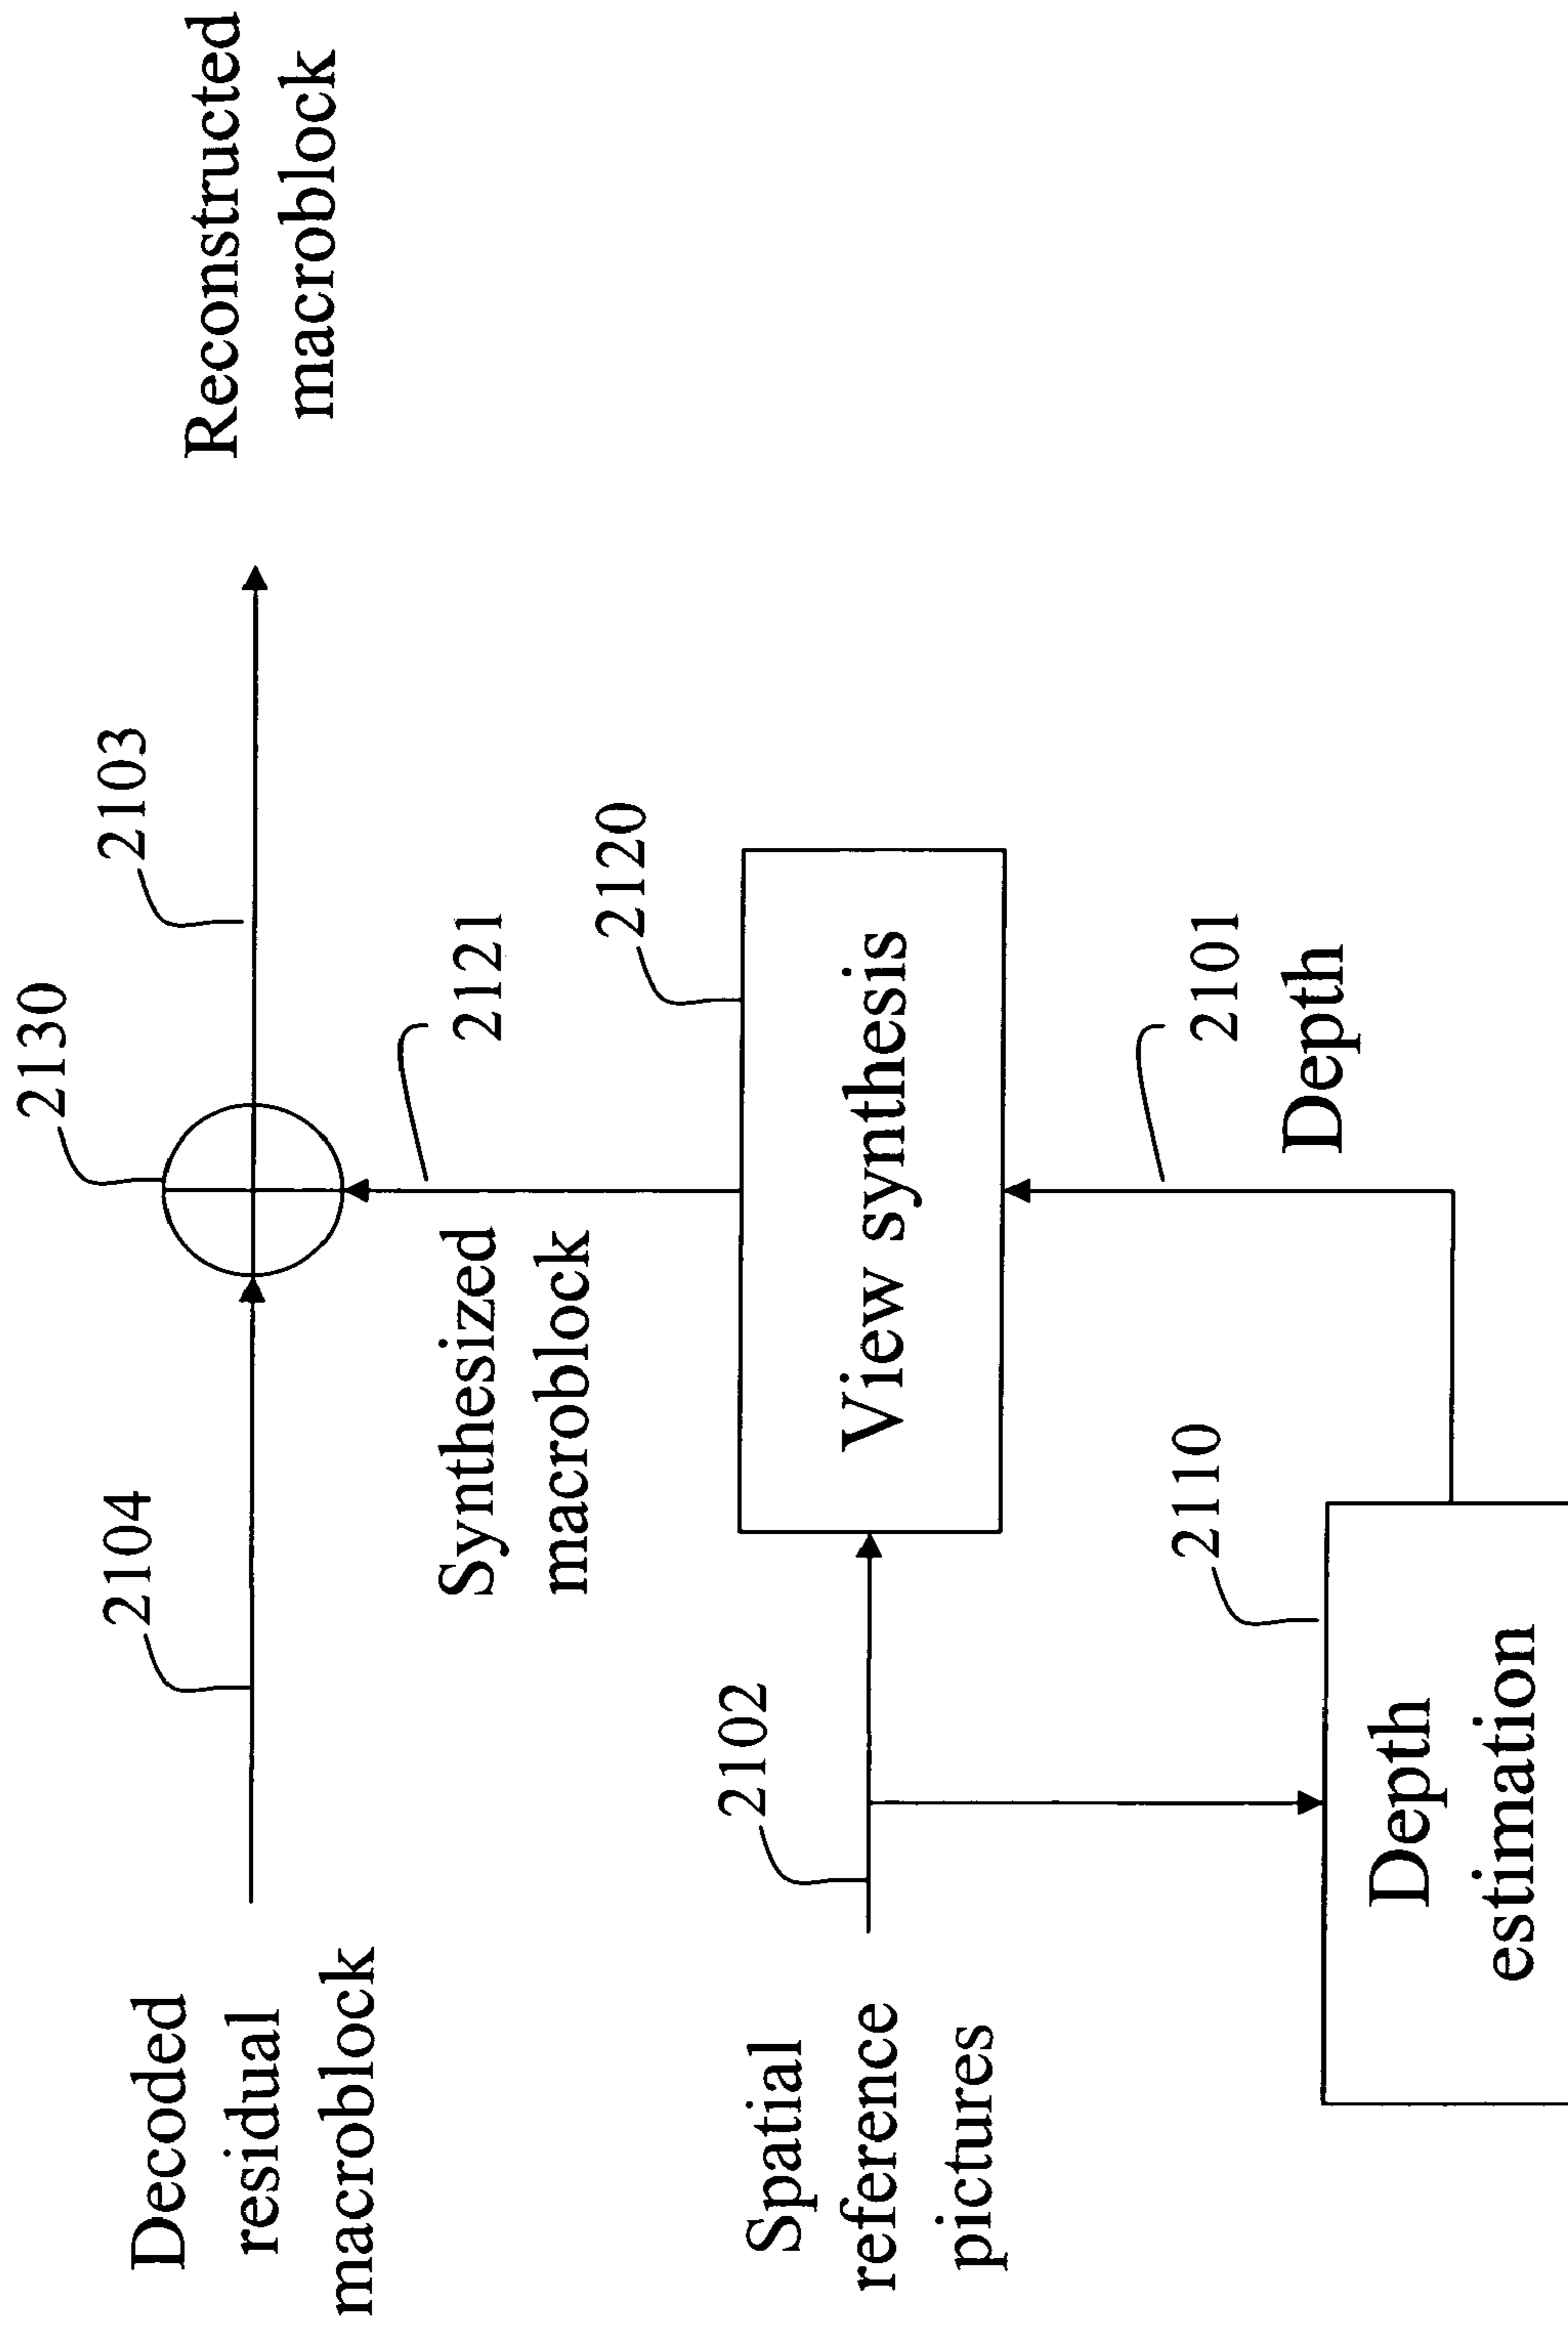 2130
2104
2103
Decoded
residual
macroblock
Reconstructed
macroblock
Synthesized
macroblock
2121
2102
2120
Spatial
reference
pictures
View synthesis
2110
2101
Depth
Depth
estimation